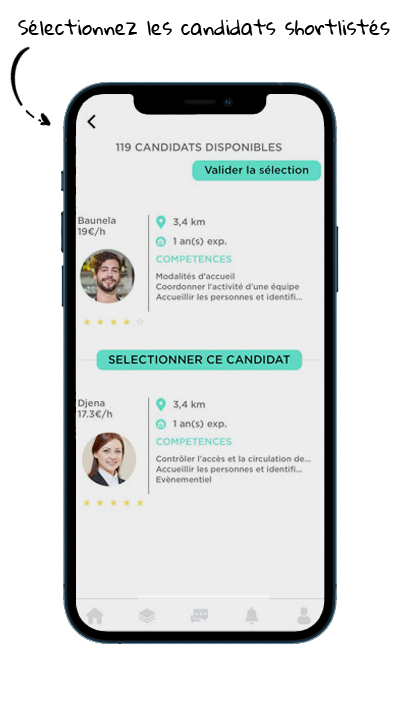 Sélectionnez les candidats shortlistés
119 CANDIDATS DISPONIBLES
Valider la sélection
Baunela
19€/h
3,4 km
1 an(s) exp.
COMPETENCES
Modalités d'accueil
Coordonner l'activité d'une équipe
Accueillir les personnes et identifi...
SELECTIONNER CE CANDIDAT
Djena
17.3€/h
3,4 km
1 an(s) exp.
COMPETENCES
Contrôler l'accès et la circulation de...
Accueillir les personnes et identifi...
Evènementiel